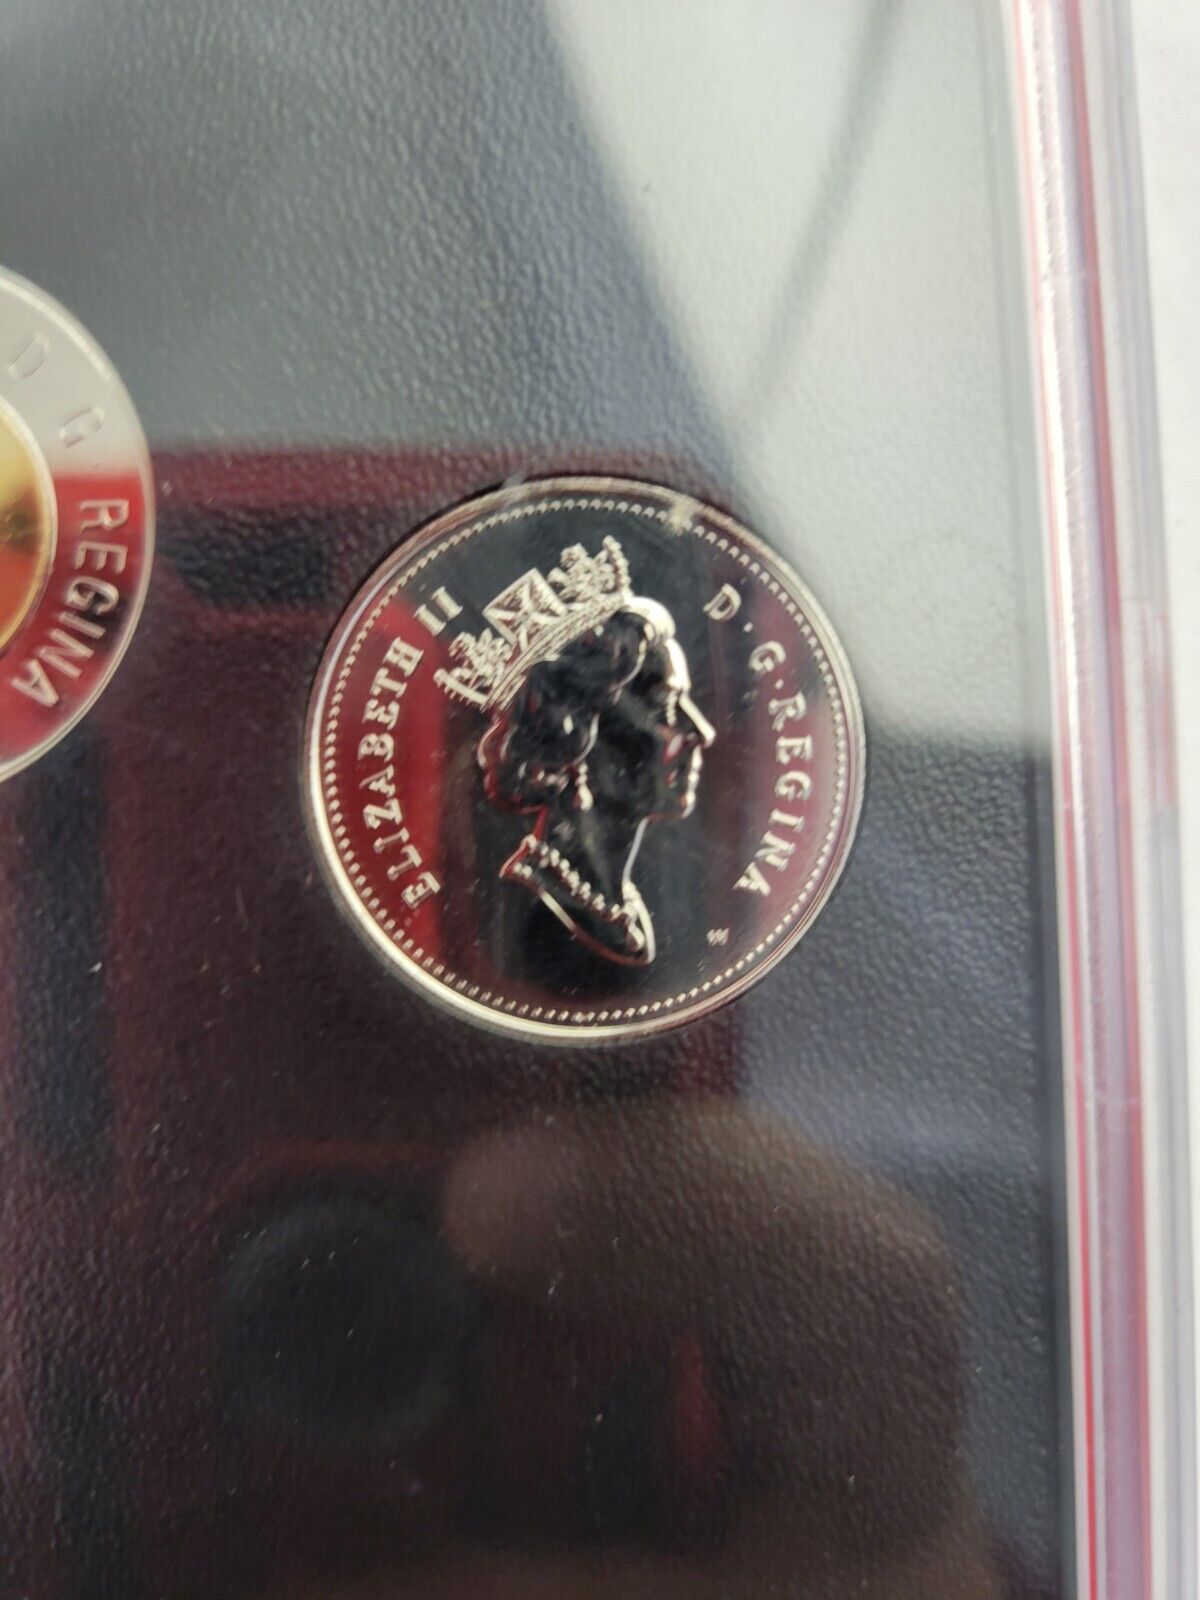 D · G · REGINA
ELIZABETH II D · G · REGINA
W